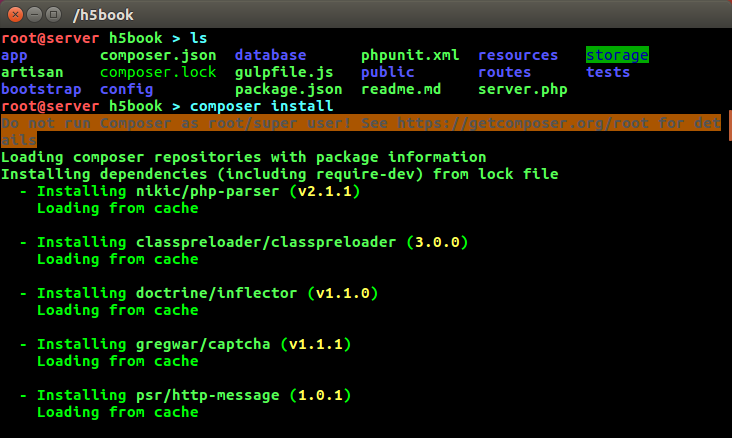 /h5book
root@server h5book > ls
app composer.json database phpunit.xml resources storage
artisan composer.lock gulpfile.js public routes tests
bootstrap config package.json readme.md server.php
root@server h5book > composer install
Do not run Composer as root/super user! See https://getcomposer.org/root for det
ails
Loading composer repositories with package information
Installing dependencies (including require-dev) from lock file
- Installing nikic/php-parser (v2.1.1)
Loading from cache
- Installing classpreloader/classpreloader (3.0.0)
Loading from cache
- Installing doctrine/inflector (v1.1.0)
Loading from cache
- Installing gregwar/captcha (v1.1.1)
Loading from cache
- Installing psr/http-message (1.0.1)
Loading from cache